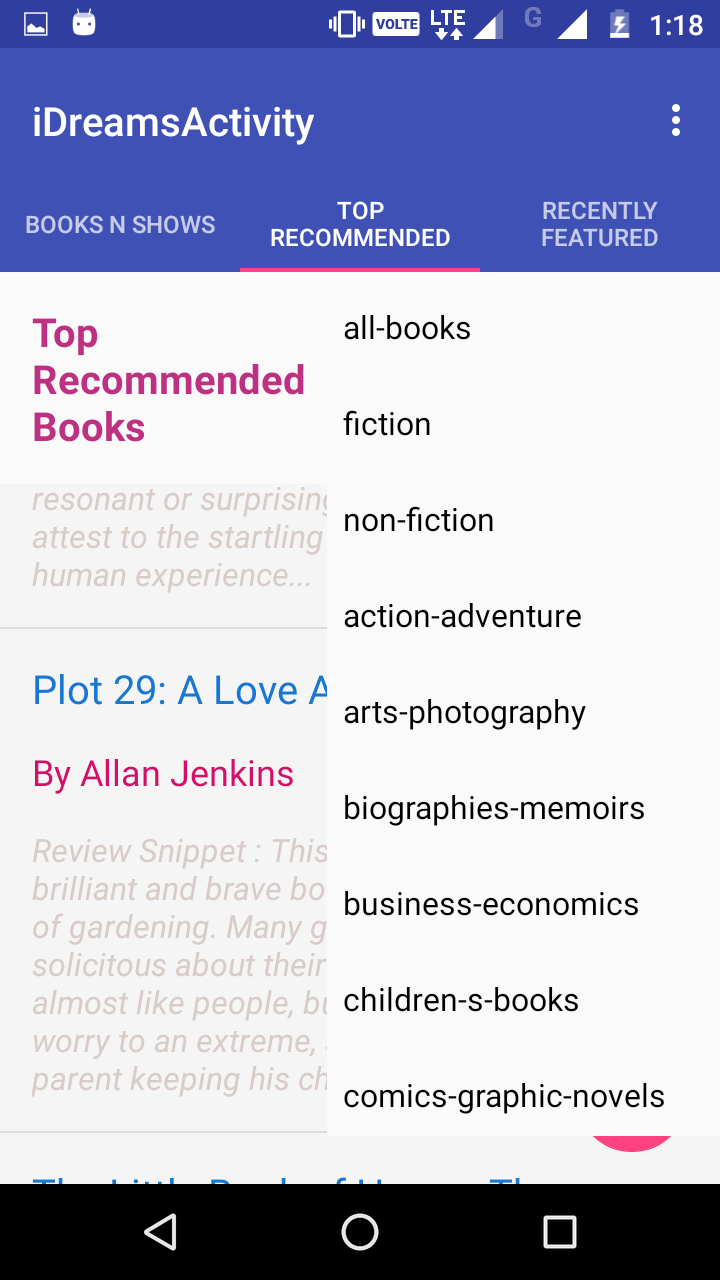 VOLTE LTE G 1:18
iDreamsActivity
BOOKS N SHOWS
TOP
RECOMMENDED
RECENTLY
FEATURED
Top
Recommended
Books
resonant or surprising
attest to the startling
human experience...
Plot 29: A Love A
By Allan Jenkins
Review Snippet : This
brilliant and brave bo
of gardening. Many g
solicitous about their
almost like people, bu
worry to an extreme,
parent keeping his ch
all-books
fiction
non-fiction
action-adventure
arts-photography
biographies-memoirs
business-economics
children-s-books
comics-graphic-novels